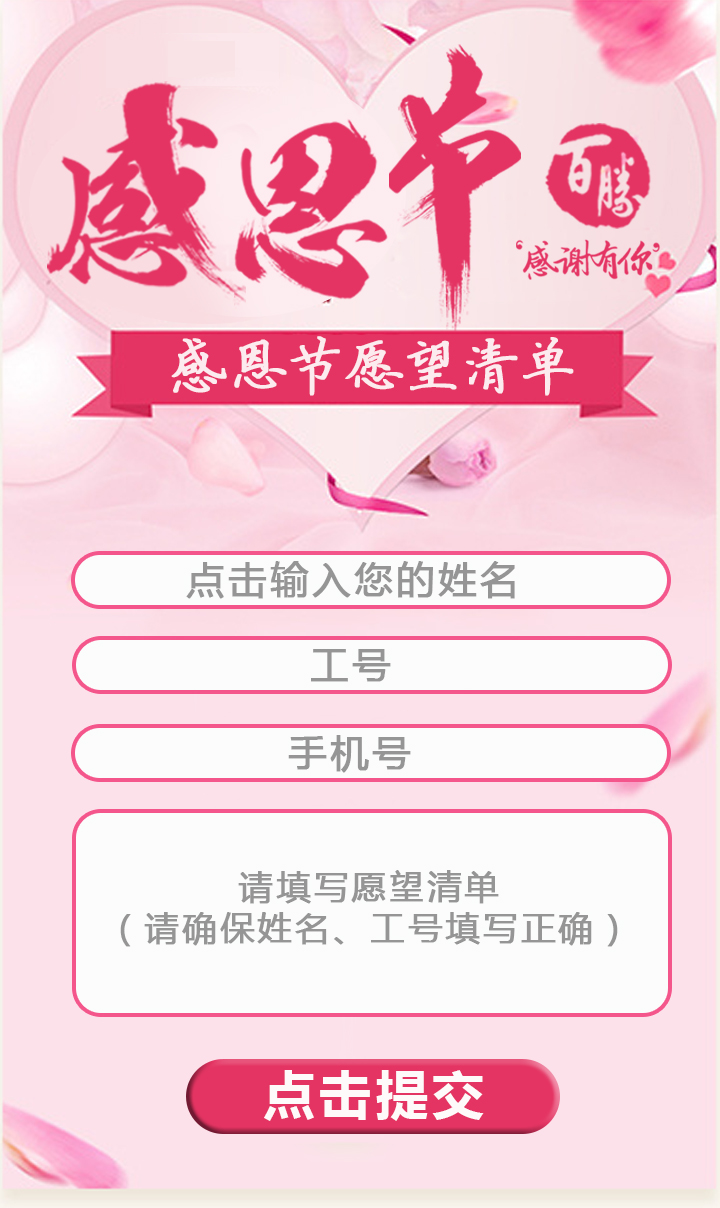 感恩节
百胜
‘感谢有你’
感恩节愿望清单
点击输入您的姓名
工号
手机号
请填写愿望清单
（请确保姓名、工号填写正确）
点击提交